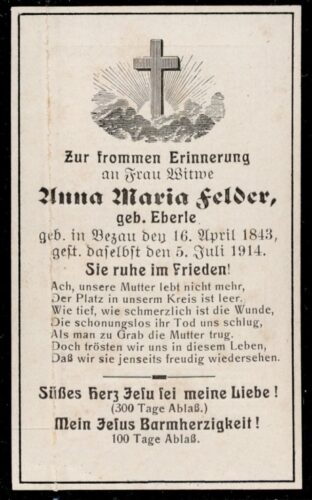 Zur frommen Erinnerung
an Frau Witwe
Anna Maria Felder,
geb. Eberle
geb. in Bezau den 16. April 1843,
gest. daselbst den 5. Juli 1914.
Sie ruhe im Frieden!
Ach, unsere Mutter lebt nicht mehr,
Der Platz in unserm Kreis ist leer.
Wie tief, wie schmerzlich ist die Wunde,
Die schonungslos ihr Tod uns schlug,
Als man zu Grab die Mutter trug.
Doch trösten wir uns in diesem Leben,
Daß wir sie jenseits freudig wiedersehen.
Süßes Herz Jesu sei meine Liebe!
(300 Tage Ablaß.)
Mein Jesus Barmherzigkeit!
100 Tage Ablaß.